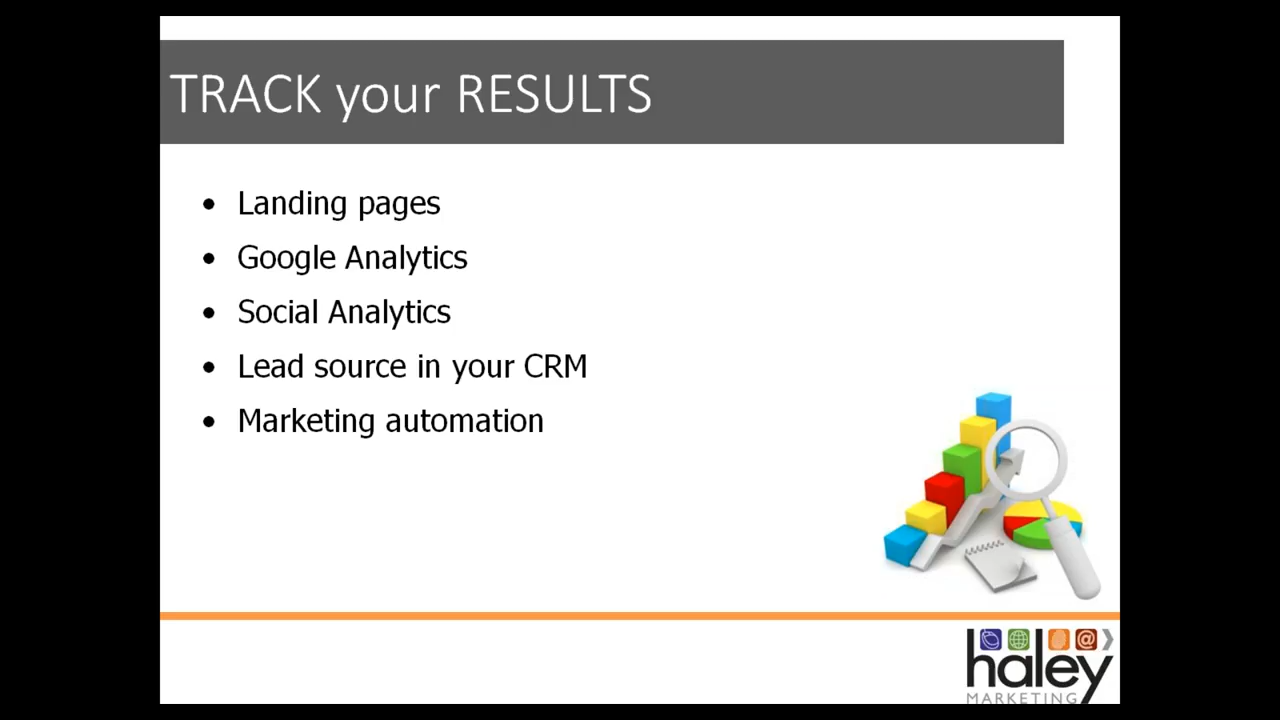 TRACK your RESULTS
• Landing pages
• Google Analytics
• Social Analytics
• Lead source in your CRM
• Marketing automation
haley
MARKETING